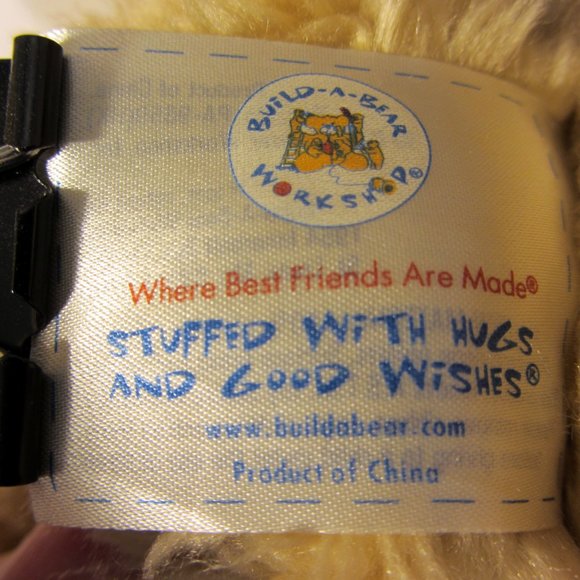 BUILD-A-BEAR
WORKSHOP®
Where Best Friends Are Made®
STUFFED WITH HUGS
AND GOOD WISHES®
www.buildabear.com
Product of China